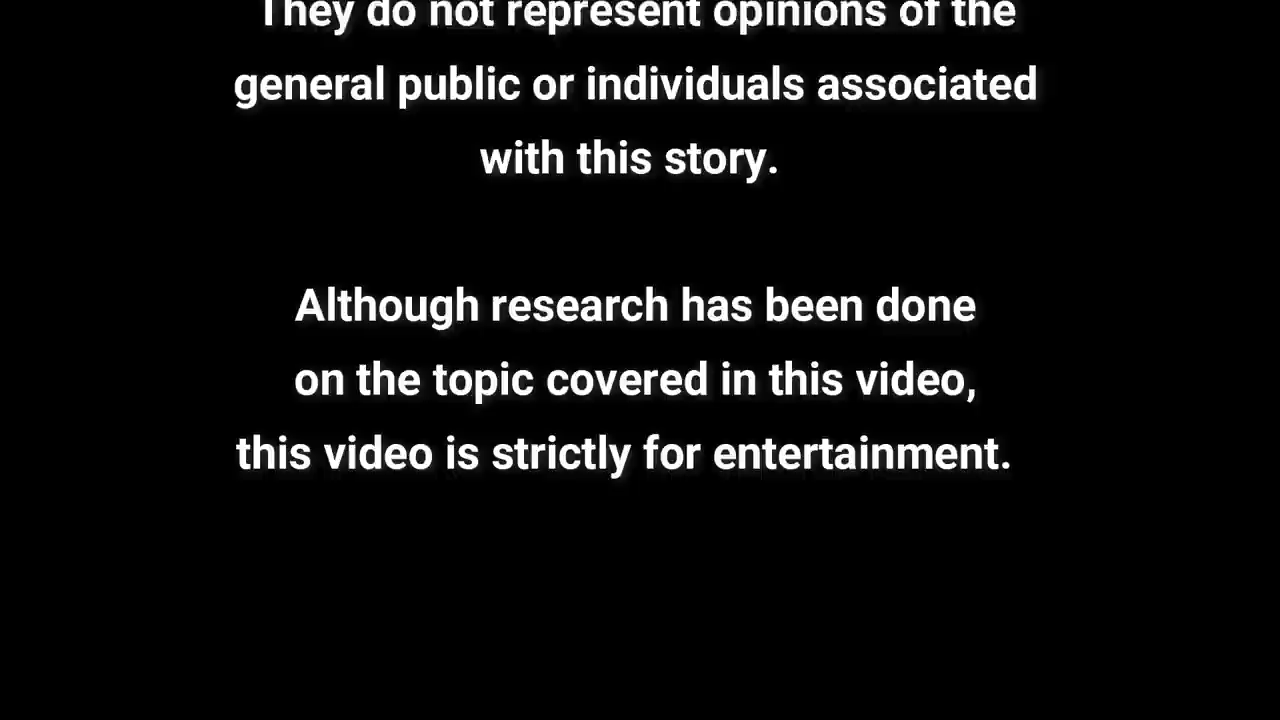 They do not represent opinions of the
general public or individuals associated
with this story.
Although research has been done
on the topic covered in this video,
this video is strictly for entertainment.